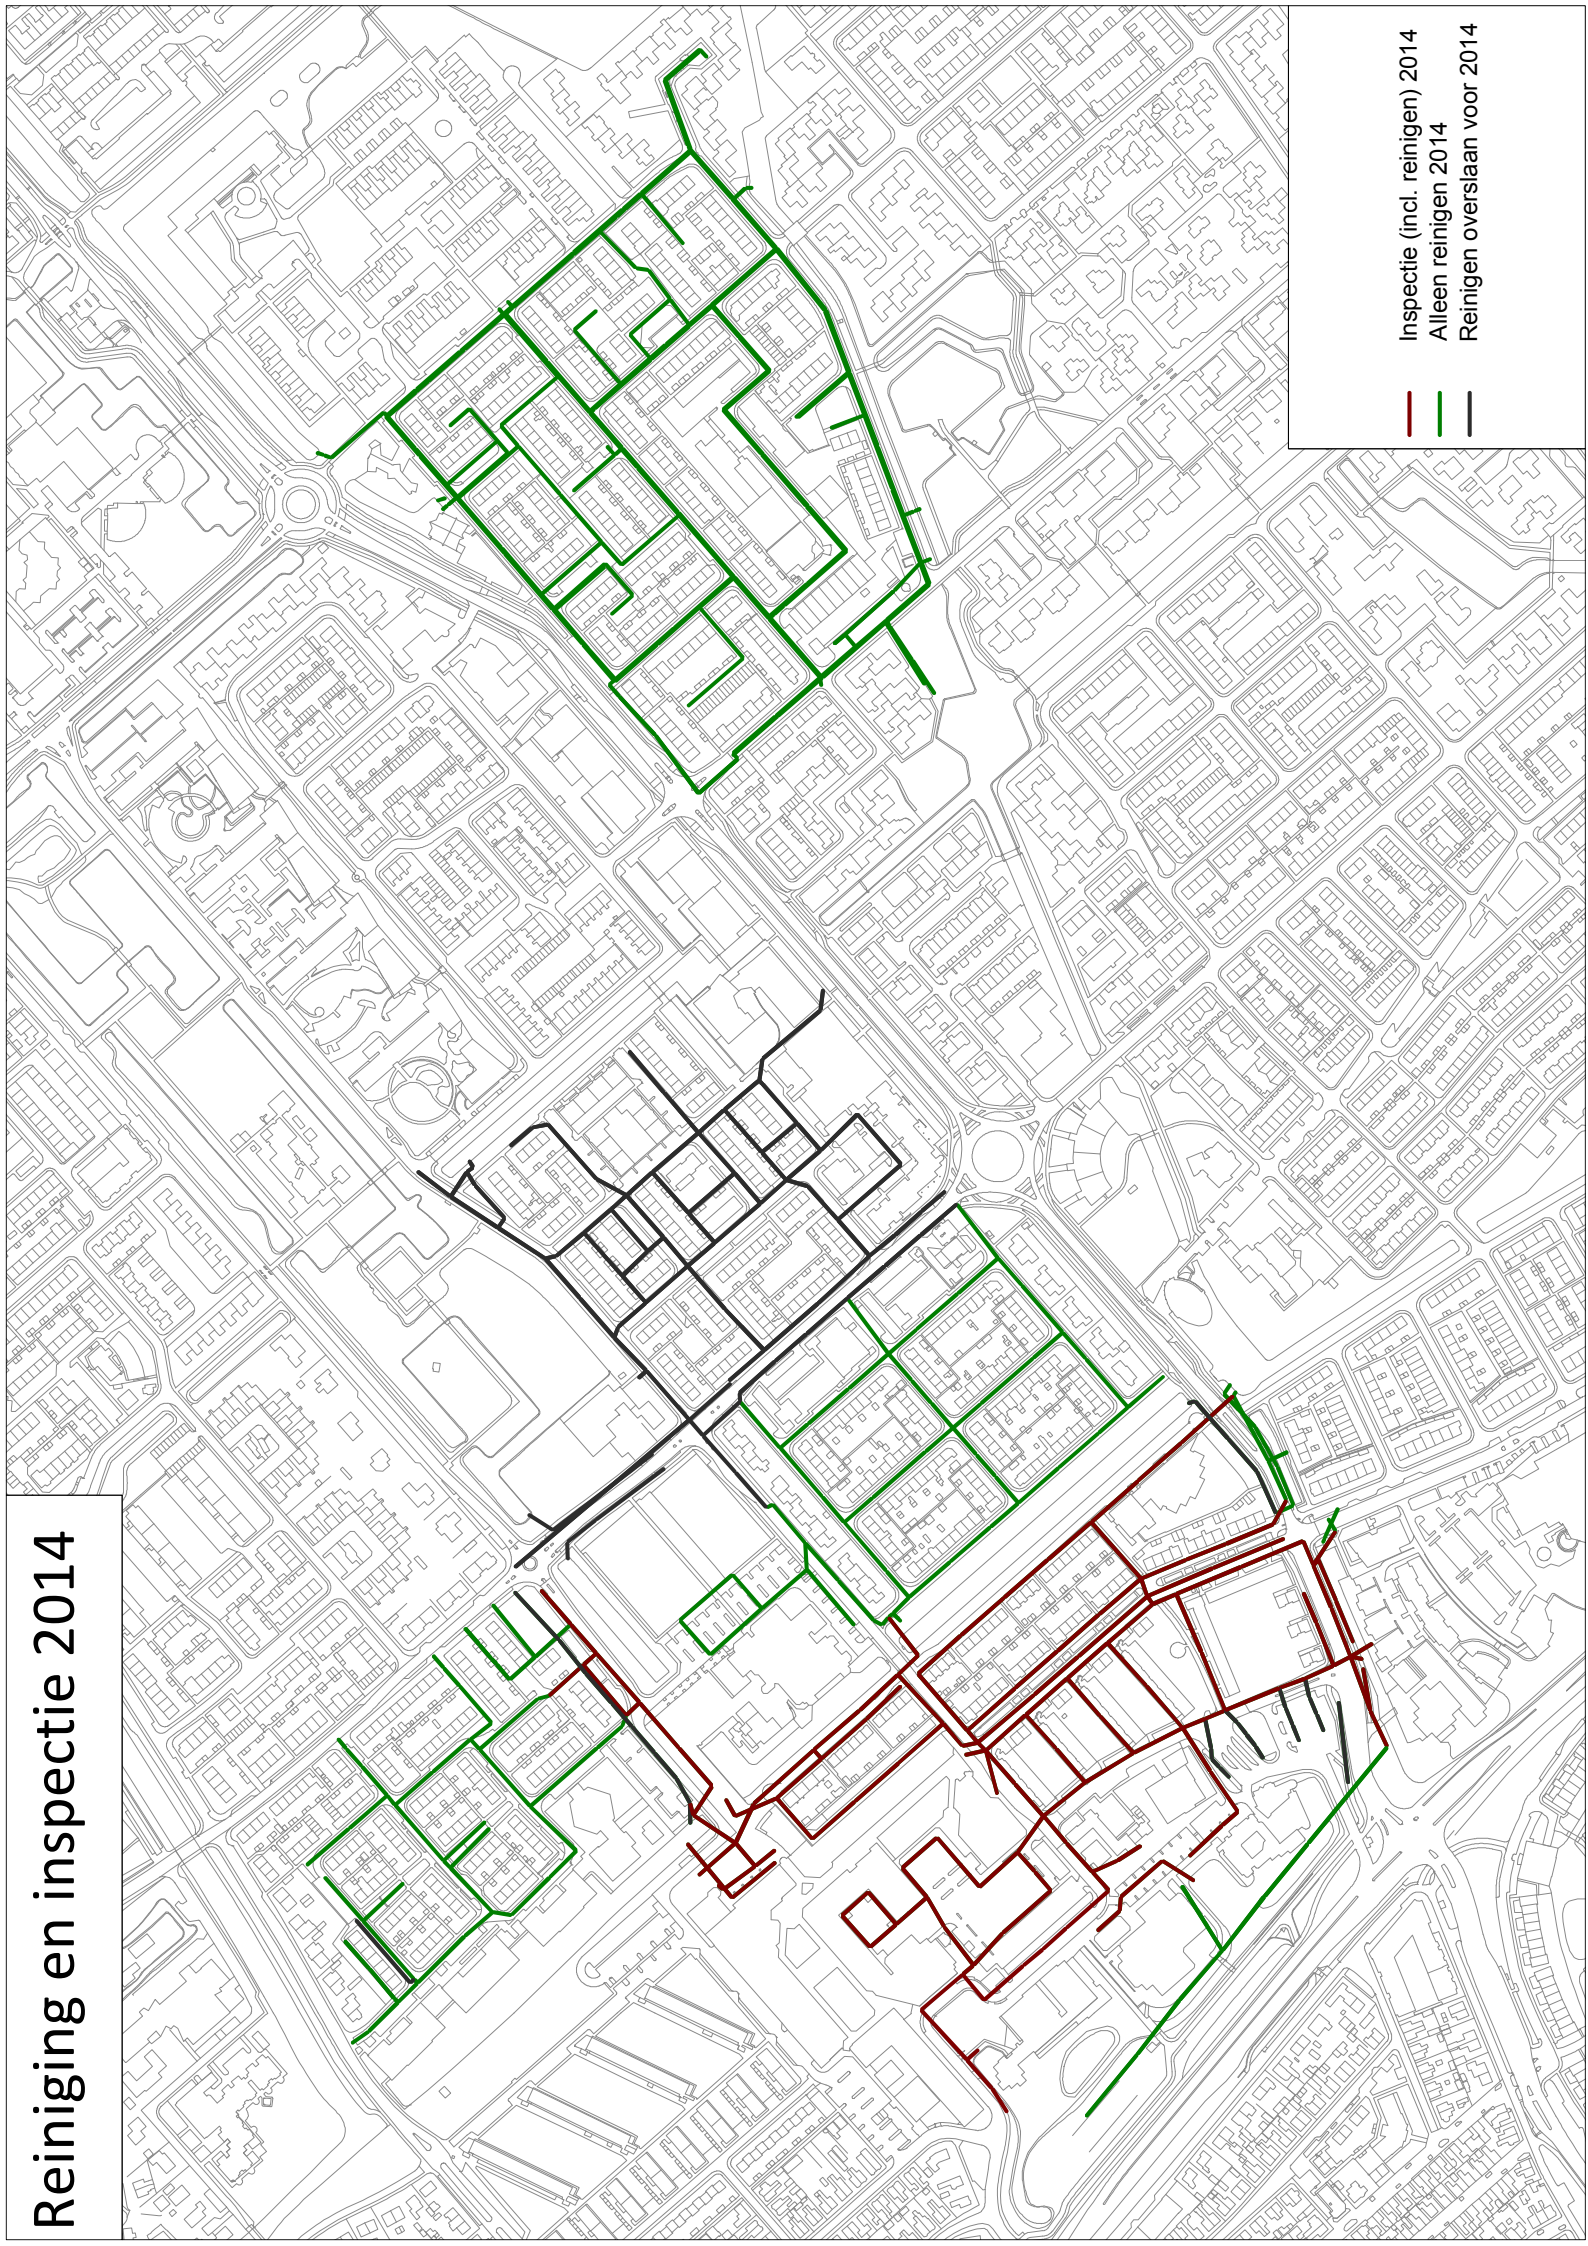 Reiniging en inspectie 2014
Inspectie (incl. reinigen) 2014
Alleen reinigen 2014
Reinigen overslaan voor 2014